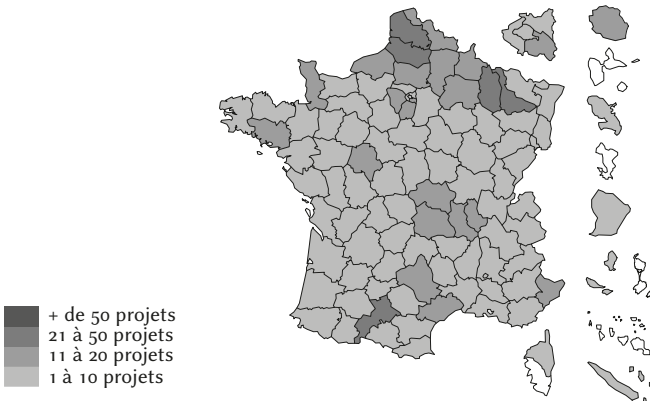 + de 50 projets
21 à 50 projets
11 à 20 projets
1 à 10 projets